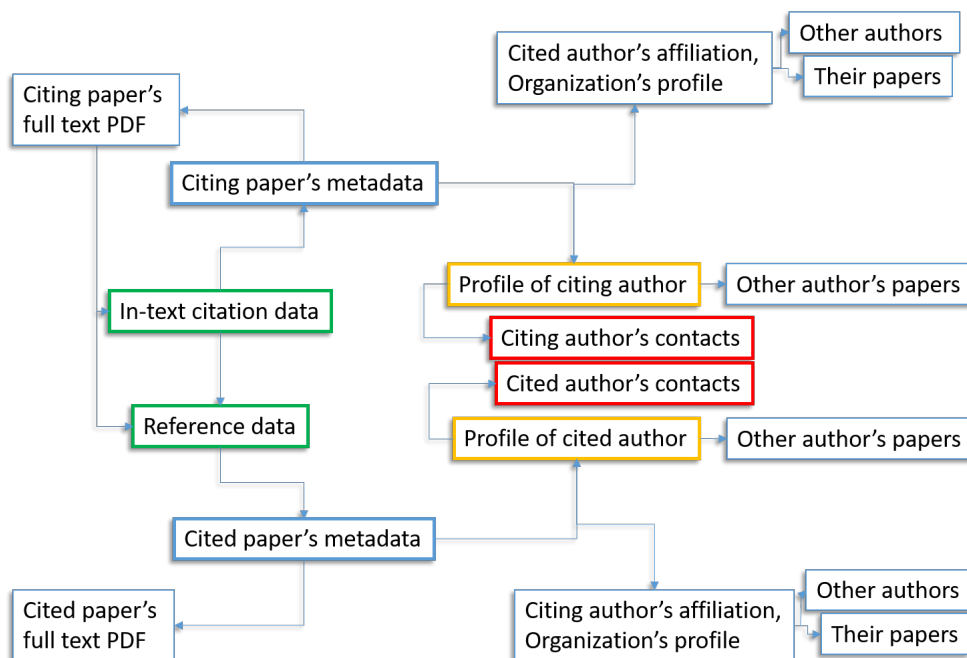 Other authors
Cited author's affiliation,
Organization's profile
Their papers
Citing paper's
full text PDF
Citing paper's metadata
Profile of citing author
Other author's papers
In-text citation data
Citing author's contacts
Cited author's contacts
Reference data
Profile of cited author
Other author's papers
Cited paper's metadata
Cited paper's
full text PDF
Citing author's affiliation,
Organization's profile
Other authors
Their papers